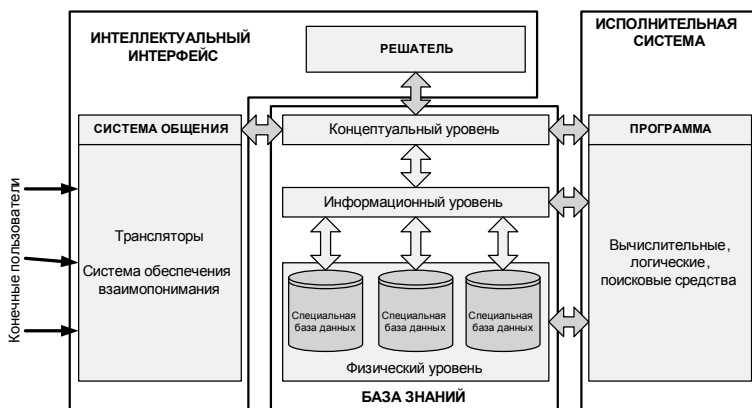 ИНТЕЛЛЕКТУАЛЬНЫЙ
ИНТЕРФЕЙС
РЕШАТЕЛЬ
ИСПОЛНИТЕЛЬНАЯ
СИСТЕМА
СИСТЕМА ОБЩЕНИЯ
Концептуальный уровень
ПРОГРАММА
Конечные пользователи
Трансляторы
Система обеспечения
взаимопонимания
Информационный уровень
Вычислительные,
логические,
поисковые средства
Специальная
база данных
Специальная
база данных
Специальная
база данных
Физический уровень
БАЗА ЗНАНИЙ